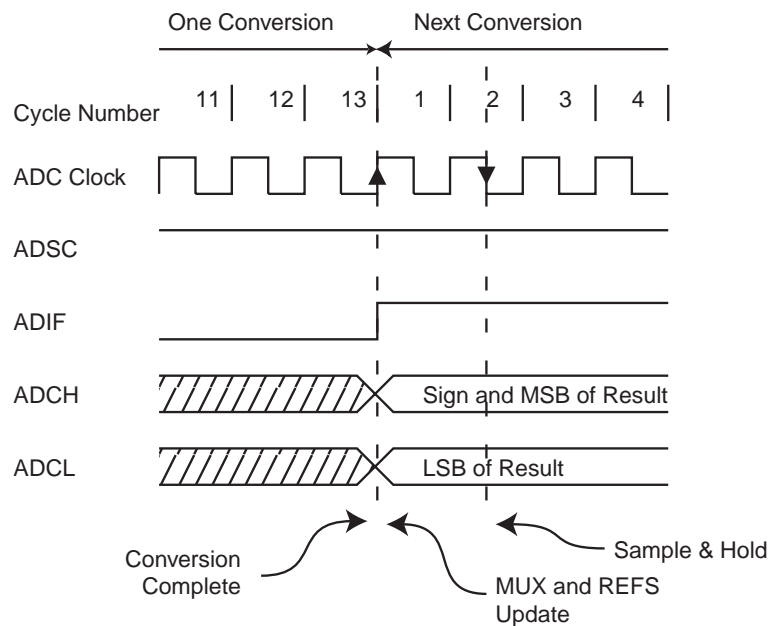 One Conversion Next Conversion
Cycle Number 11 12 13 1 2 3 4
ADC Clock
ADSC
ADIF
ADCH Sign and MSB of Result
ADCL LSB of Result
Conversion
Complete
MUX and REFS
Update
Sample & Hold